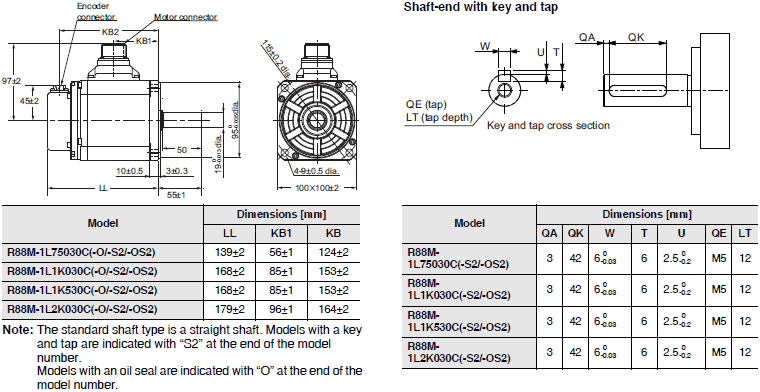 Encoder connector
Motor connector
KB2
KB1
97±2
45±2
115±0.2 dia.
95 0 -0.035 dia.
50
19 0 -0.013 dia.
10±0.5
3±0.3
4-9±0.5 dia.
LL
55±1
100×100±2
Model
Dimensions [mm]
LL KB1 KB
R88M-1L75030C(-O/-S2/-OS2) 139±2 56±1 124±2
R88M-1L1K030C(-O/-S2/-OS2) 168±2 85±1 153±2
R88M-1L1K530C(-O/-S2/-OS2) 168±2 85±1 153±2
R88M-1L2K030C(-O/-S2/-OS2) 179±2 96±1 164±2
Note: The standard shaft type is a straight shaft. Models with a key
and tap are indicated with “S2” at the end of the model
number.
Models with an oil seal are indicated with “O” at the end of the
model number.
Shaft-end with key and tap
W
U
T
QA
QK
QE (tap)
LT (tap depth)
Key and tap cross section
Model
Dimensions [mm]
QA QK W T U QE LT
R88M-
1L75030C(-S2/-OS2) 3 42 6 0 -0.03 6 2.5 0 -0.2 M5 12
R88M-
1L1K030C(-S2/-OS2) 3 42 6 0 -0.03 6 2.5 0 -0.2 M5 12
R88M-
1L1K530C(-S2/-OS2) 3 42 6 0 -0.03 6 2.5 0 -0.2 M5 12
R88M-
1L2K030C(-S2/-OS2) 3 42 6 0 -0.03 6 2.5 0 -0.2 M5 12